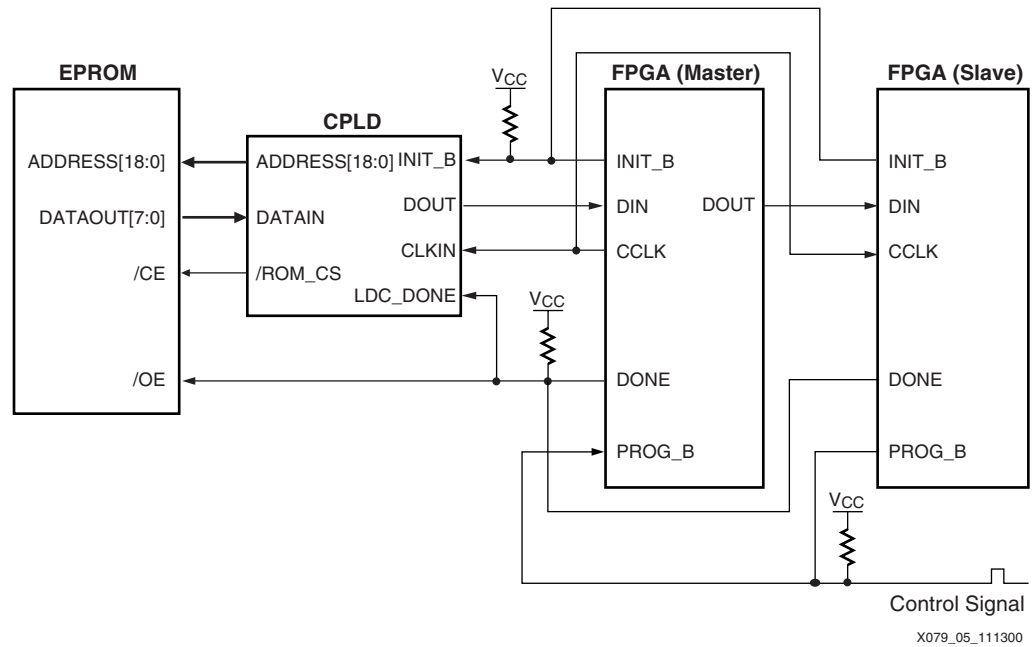 EPROM
ADDRESS[18:0]
DATAOUT[7:0]
/CE
/OE
CPLD
ADDRESS[18:0]
INIT_B
DATAIN
DOUT
CLKIN
/ROM_CS
LDC_DONE
VCC
VCC
FPGA (Master)
INIT_B
DIN
DOUT
CCLK
DONE
PROG_B
FPGA (Slave)
INIT_B
DIN
CCLK
DONE
PROG_B
VCC
Control Signal
X079_05_111300